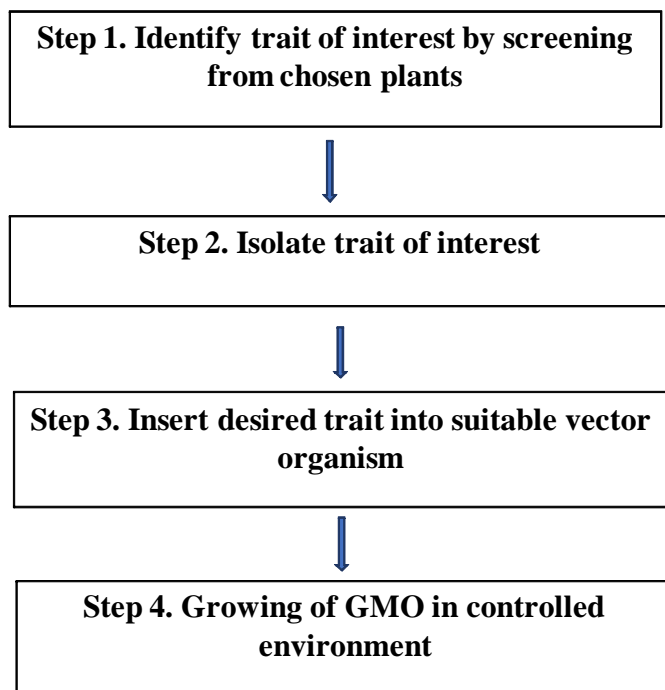 Step 1. Identify trait of interest by screening
from chosen plants
Step 2. Isolate trait of interest
Step 3. Insert desired trait into suitable vector
organism
Step 4. Growing of GMO in controlled
environment